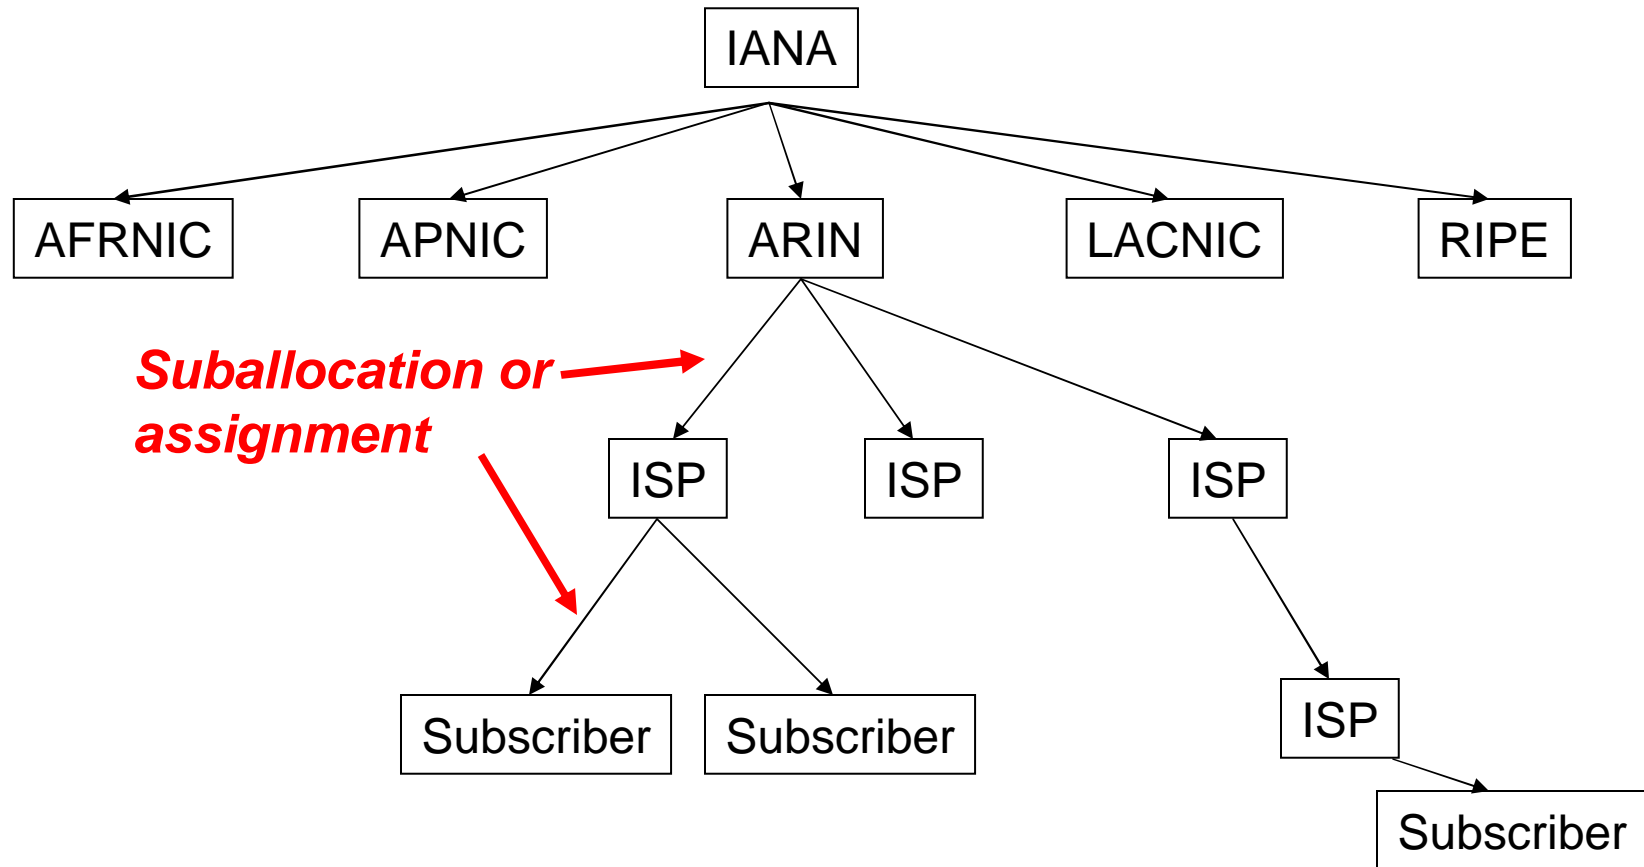 IANA
AFRNIC
APNIC
ARIN
LACNIC
RIPE
Suballocation or
assignment
ISP
ISP
ISP
Subscriber
Subscriber
ISP
Subscriber